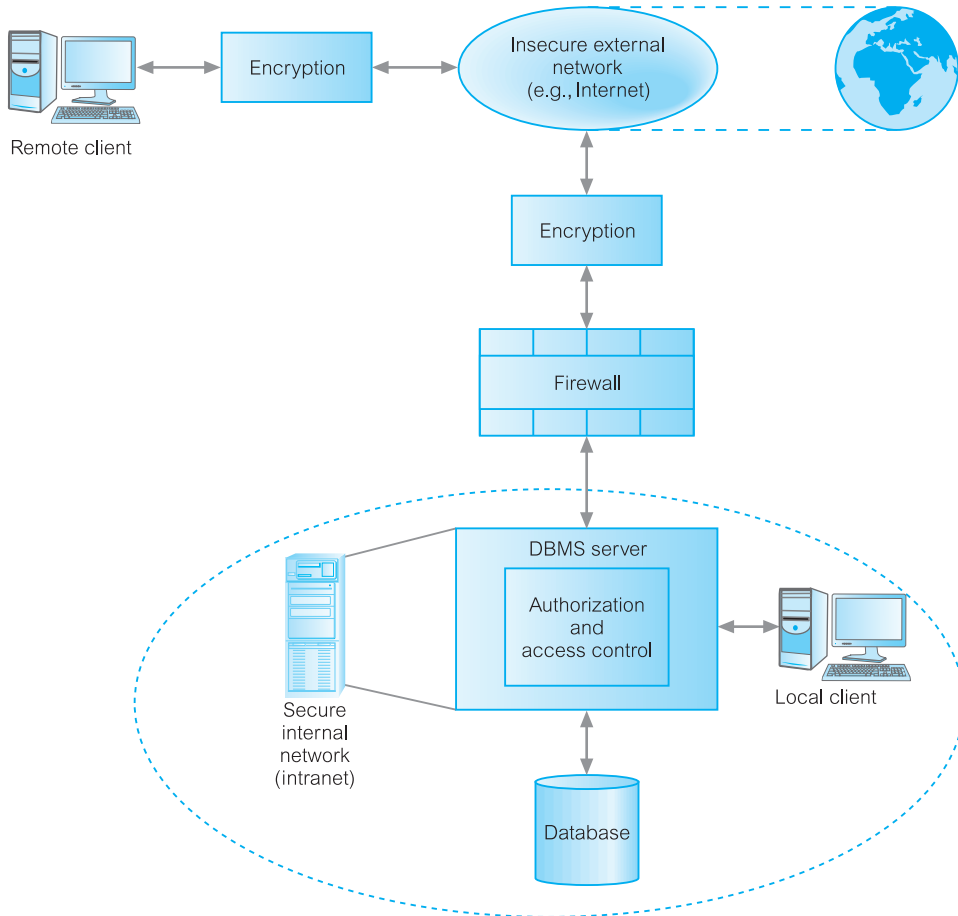 Encryption
Insecure external
network
(e.g., Internet)
Remote client
Encryption
Firewall
DBMS server
Authorization
and
access control
Secure
internal
network
(intranet)
Local client
Database